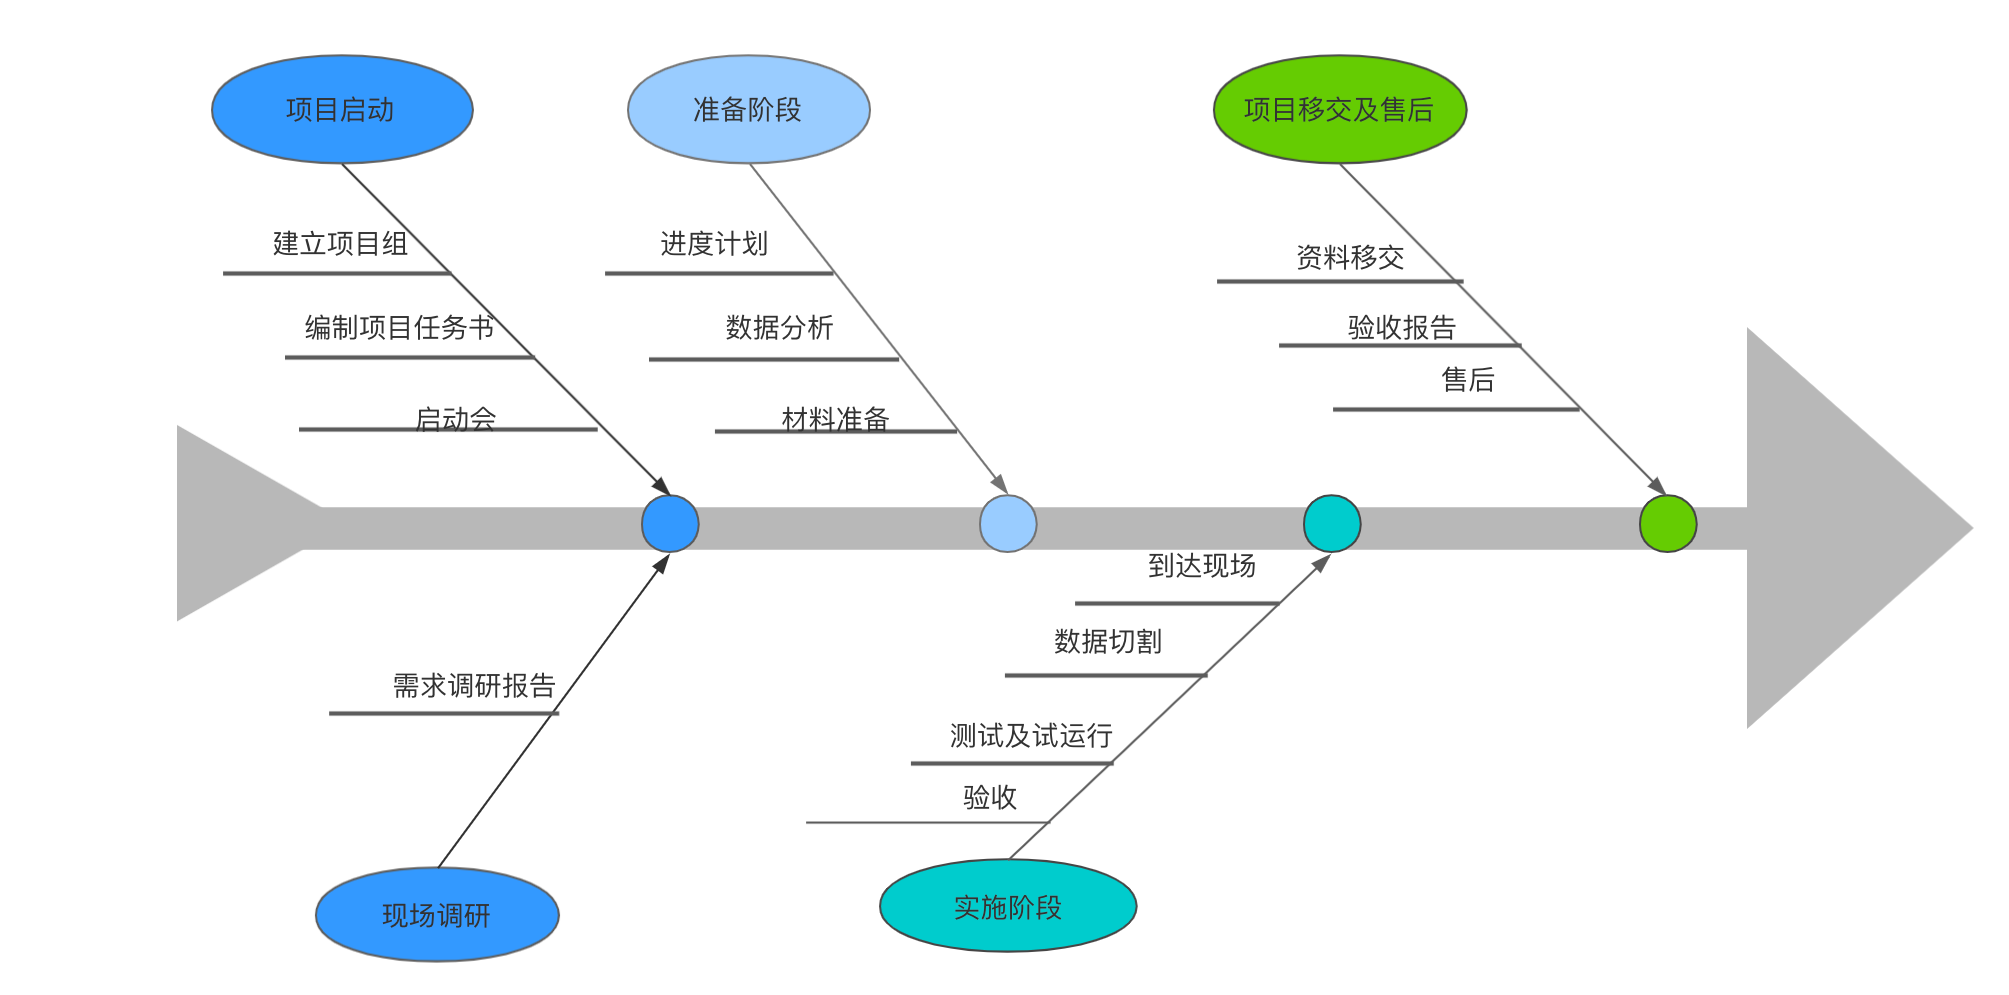 项目启动
准备阶段
项目移交及售后
建立项目组
编制项目任务书
启动会
进度计划
数据分析
材料准备
资料移交
验收报告
售后
需求调研报告
现场调研
到达现场
数据切割
测试及试运行
验收
实施阶段